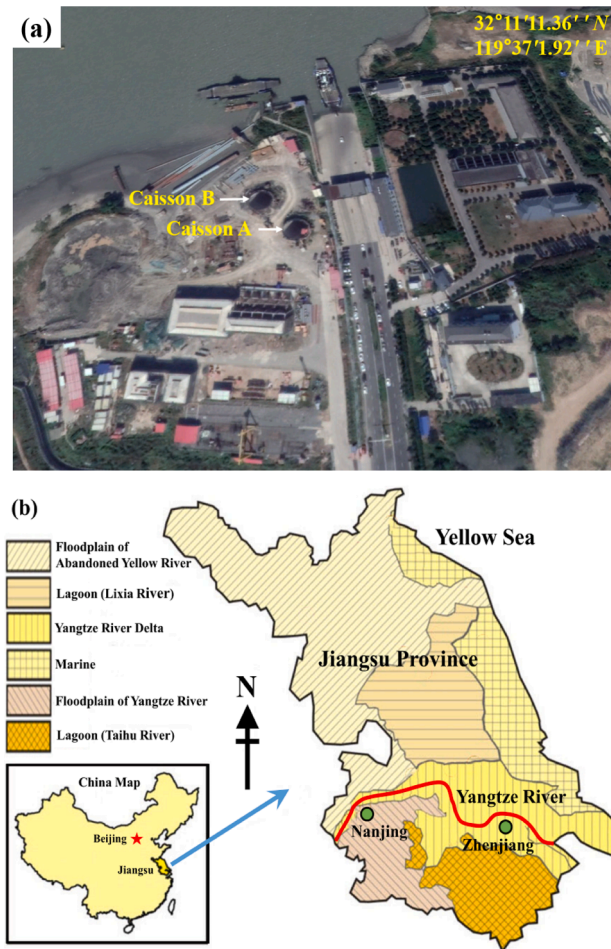 (a)
32°11'11.36'' N
119°37'1.92'' E
Caisson B
Caisson A
(b)
Floodplain of
Abandoned Yellow River
Lagoon (Lixia River)
Yangtze River Delta
Marine
Floodplain of Yangtze River
Lagoon (Taihu River)
Yellow Sea
Jiangsu Province
N
Yangtze River
Nanjing
Zhenjiang
China Map
Beijing
Jiangsu